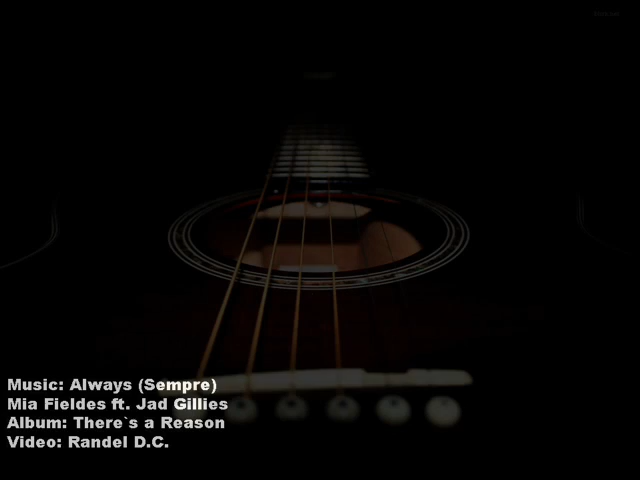 Music: Always (Sempre)
Mia Fieldes ft. Jad Gillies
Album: There`s a Reason
Video: Randel D.C.